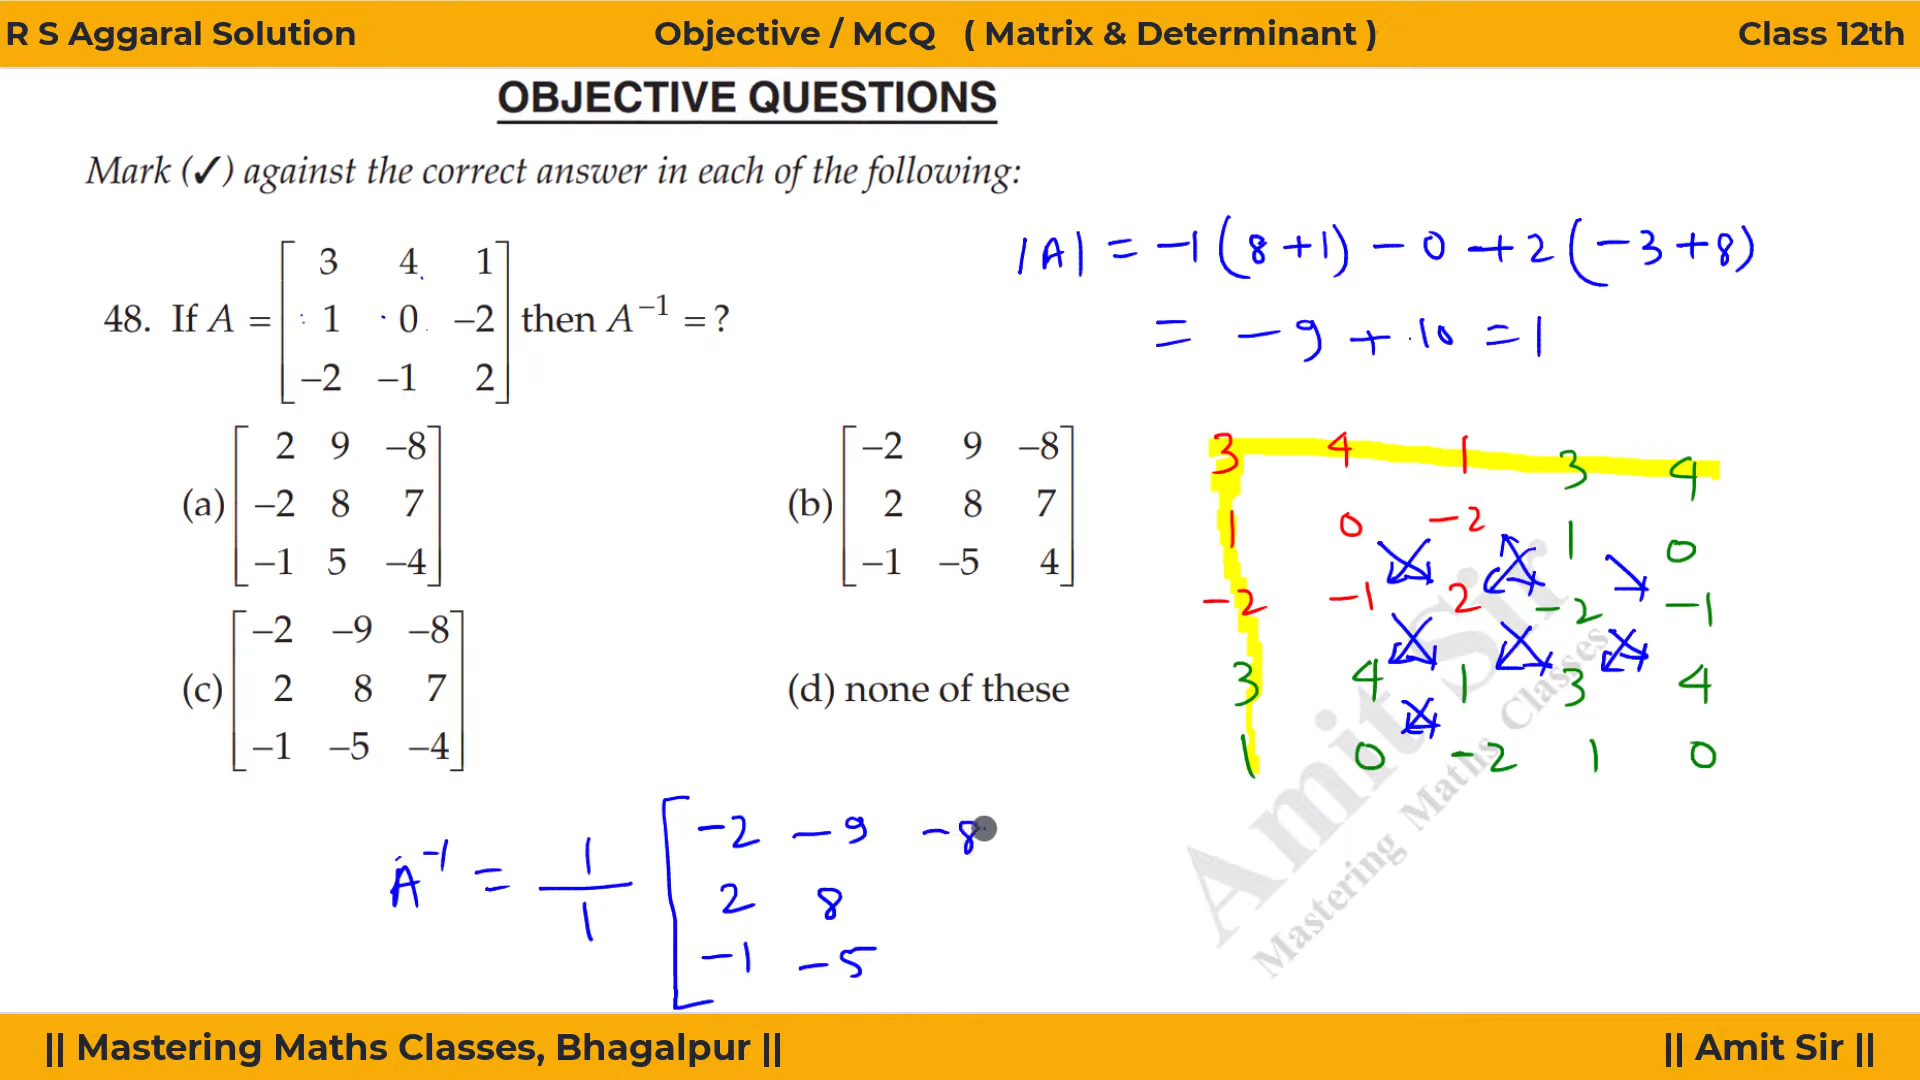 R S Aggaral Solution Objective / MCQ ( Matrix & Determinant ) Class 12th
OBJECTIVE QUESTIONS
Mark (✓) against the correct answer in each of the following:
48. If A = [ 3 4 1
1 0 −2
−2 −1 2 ] then A⁻¹ = ?
(a) [ 2 9 −8
−2 8 7
−1 5 −4 ]
(b) [ −2 9 −8
2 8 7
−1 −5 4 ]
(c) [ −2 −9 −8
2 8 7
−1 −5 −4 ]
(d) none of these
|A| = −1 (8+1) − 0 + 2 (−3+8)
= −9 + 10 = 1
3 4 1 3 4
1 0 −2 1 0
−2 −1 2 −2 −1
3 4 1 3 4
1 0 −2 1 0
A⁻¹ = 1/1 [ −2 −9 −8
2 8
−1 −5
Amit Sir
Mastering Maths Classes
|| Mastering Maths Classes, Bhagalpur || || Amit Sir ||